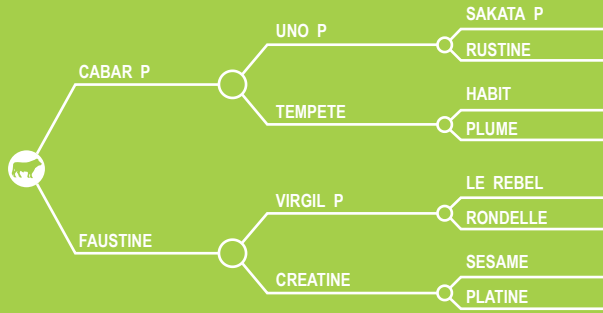 SAKATA P
UNO P
RUSTINE
CABAR P
HABIT
TEMPETE
PLUME
LE REBEL
VIRGIL P
RONDELLE
FAUSTINE
SESAME
CREATINE
PLATINE